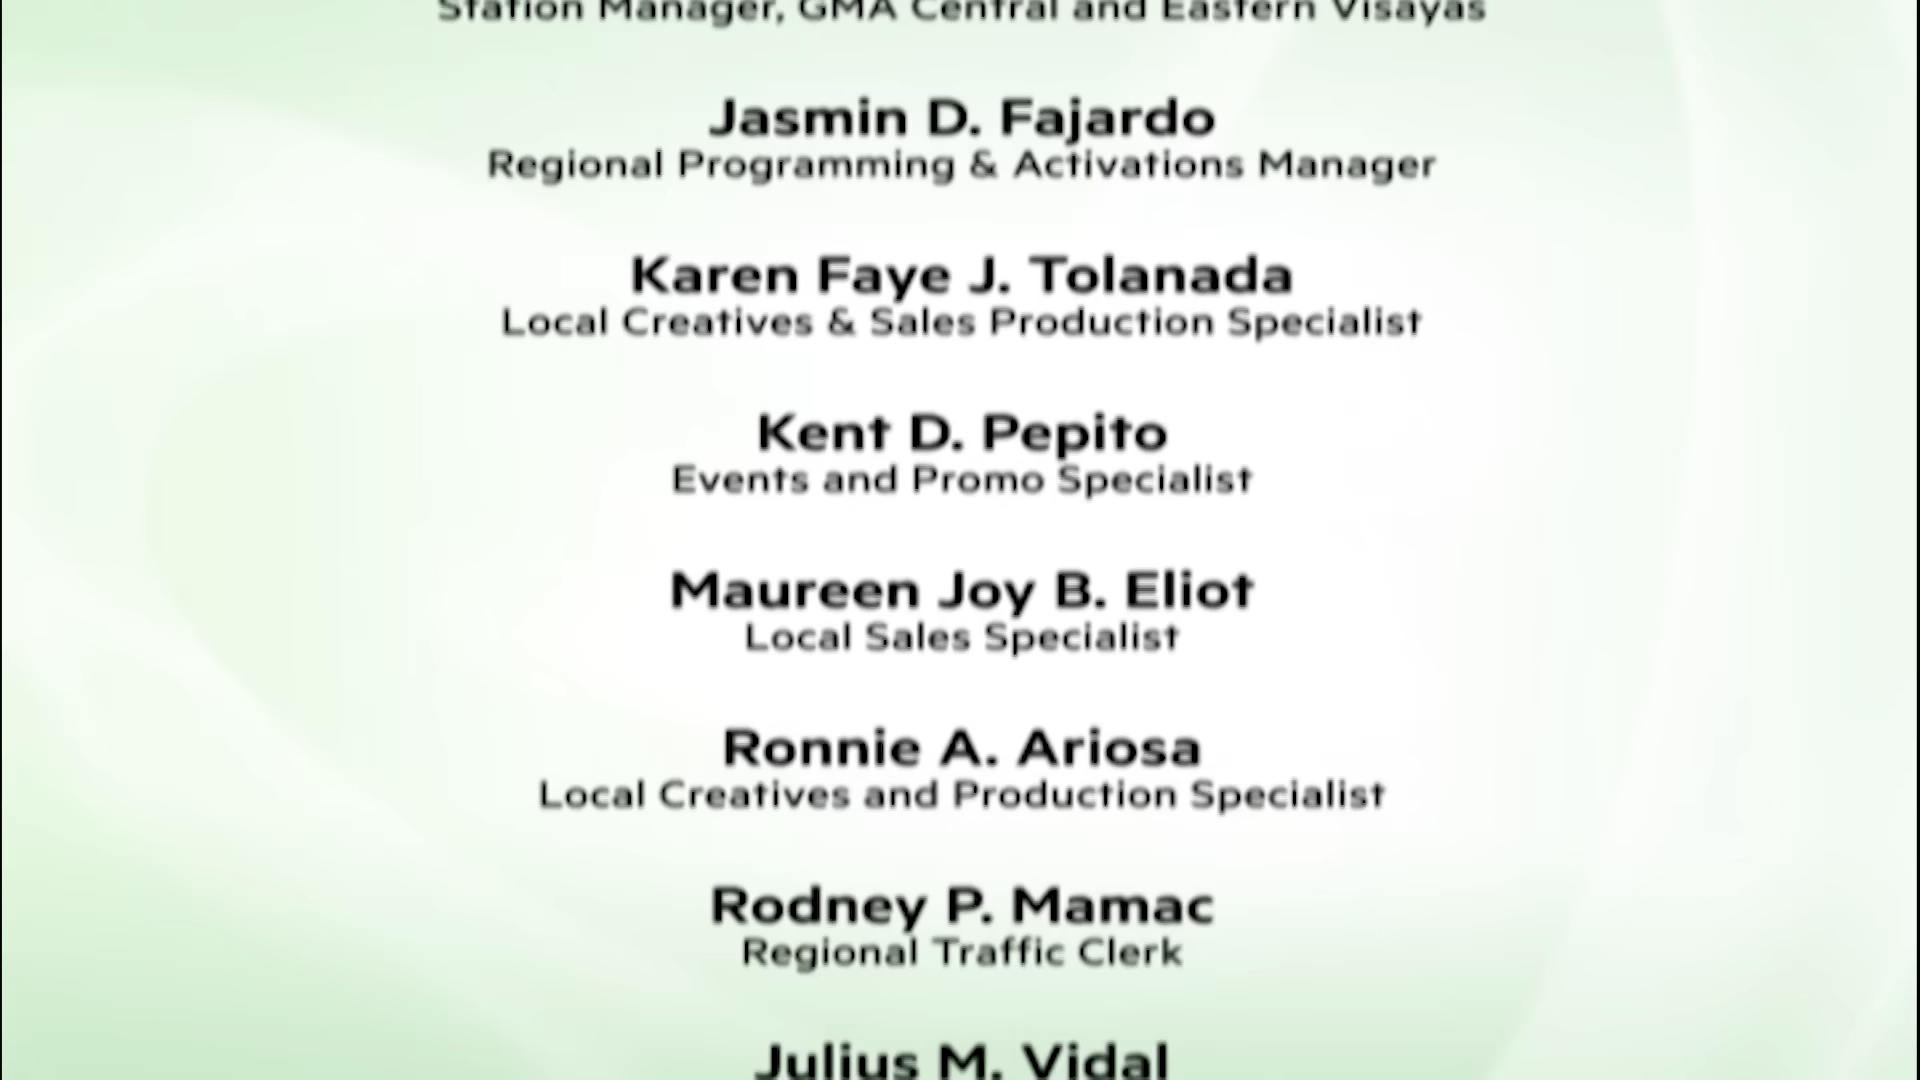 Station Manager, GMA Central and Eastern Visayas
Jasmin D. Fajardo
Regional Programming & Activations Manager
Karen Faye J. Tolanada
Local Creatives & Sales Production Specialist
Kent D. Pepito
Events and Promo Specialist
Maureen Joy B. Eliot
Local Sales Specialist
Ronnie A. Ariosa
Local Creatives and Production Specialist
Rodney P. Mamac
Regional Traffic Clerk
Julius M. Vidal